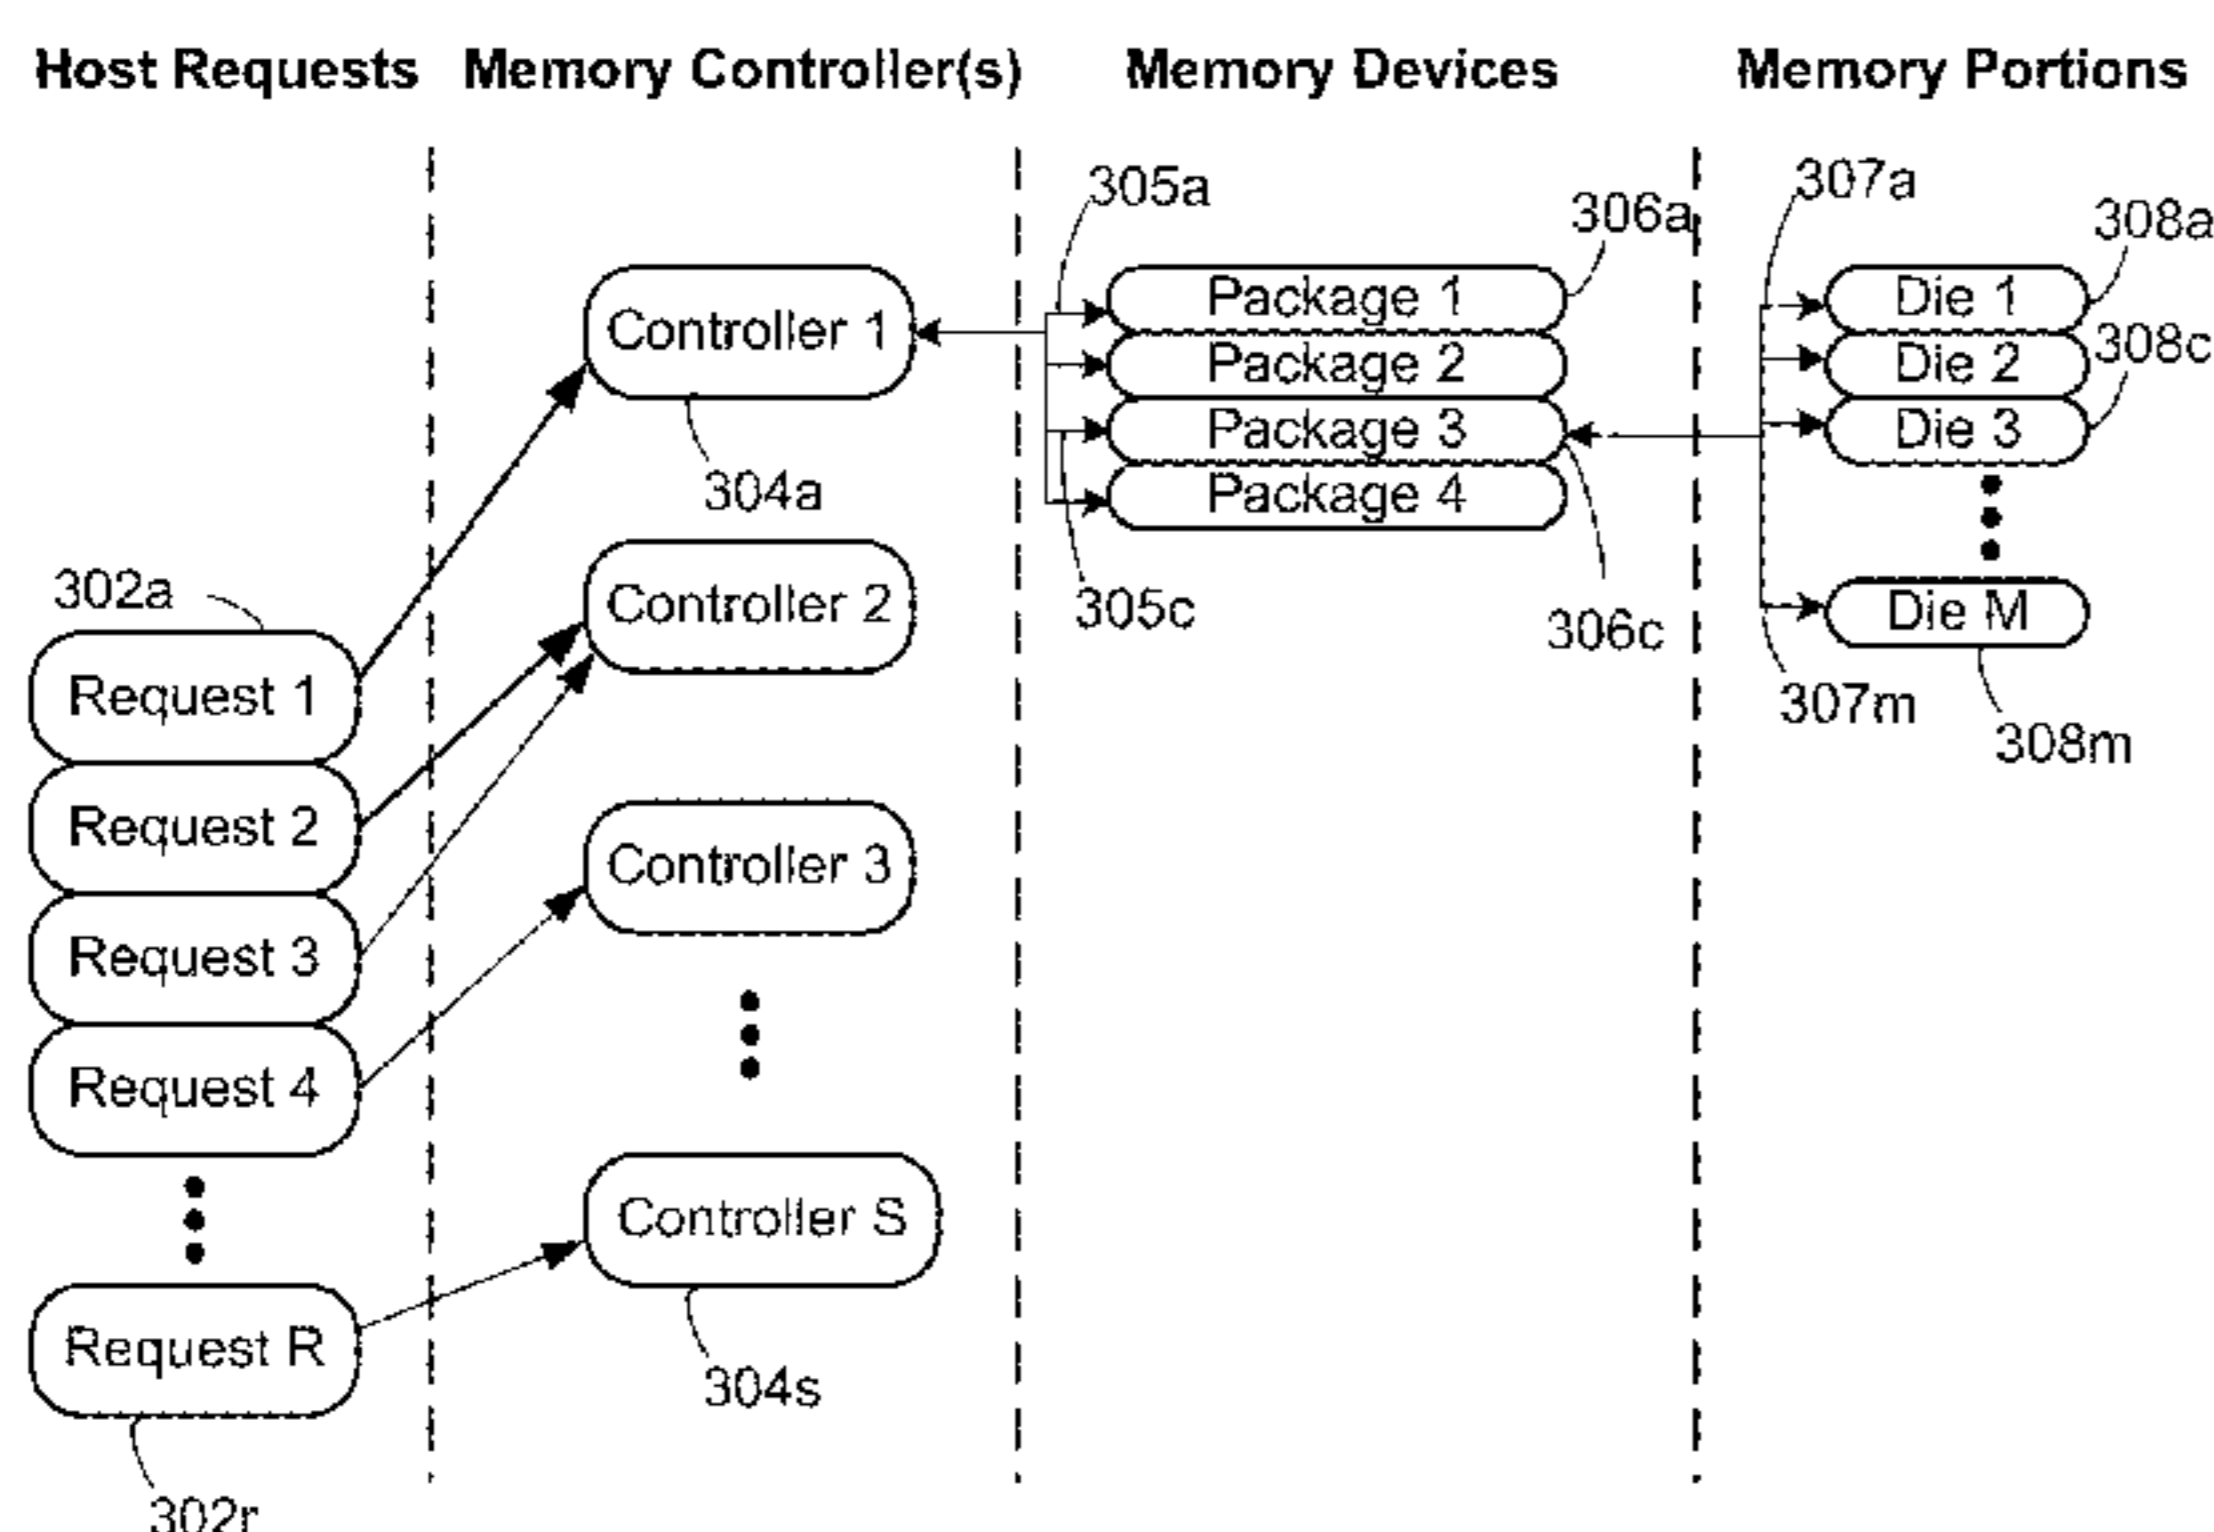 Host Requests
Memory Controller(s)
Memory Devices
Memory Portions
302a
Request 1
Request 2
Request 3
Request 4
Request R
302r
Controller 1
304a
Controller 2
Controller 3
Controller S
304s
305a
306a
Package 1
Package 2
Package 3
Package 4
305c
306c
307a
308a
Die 1
308c
Die 2
Die 3
Die M
307m
308m